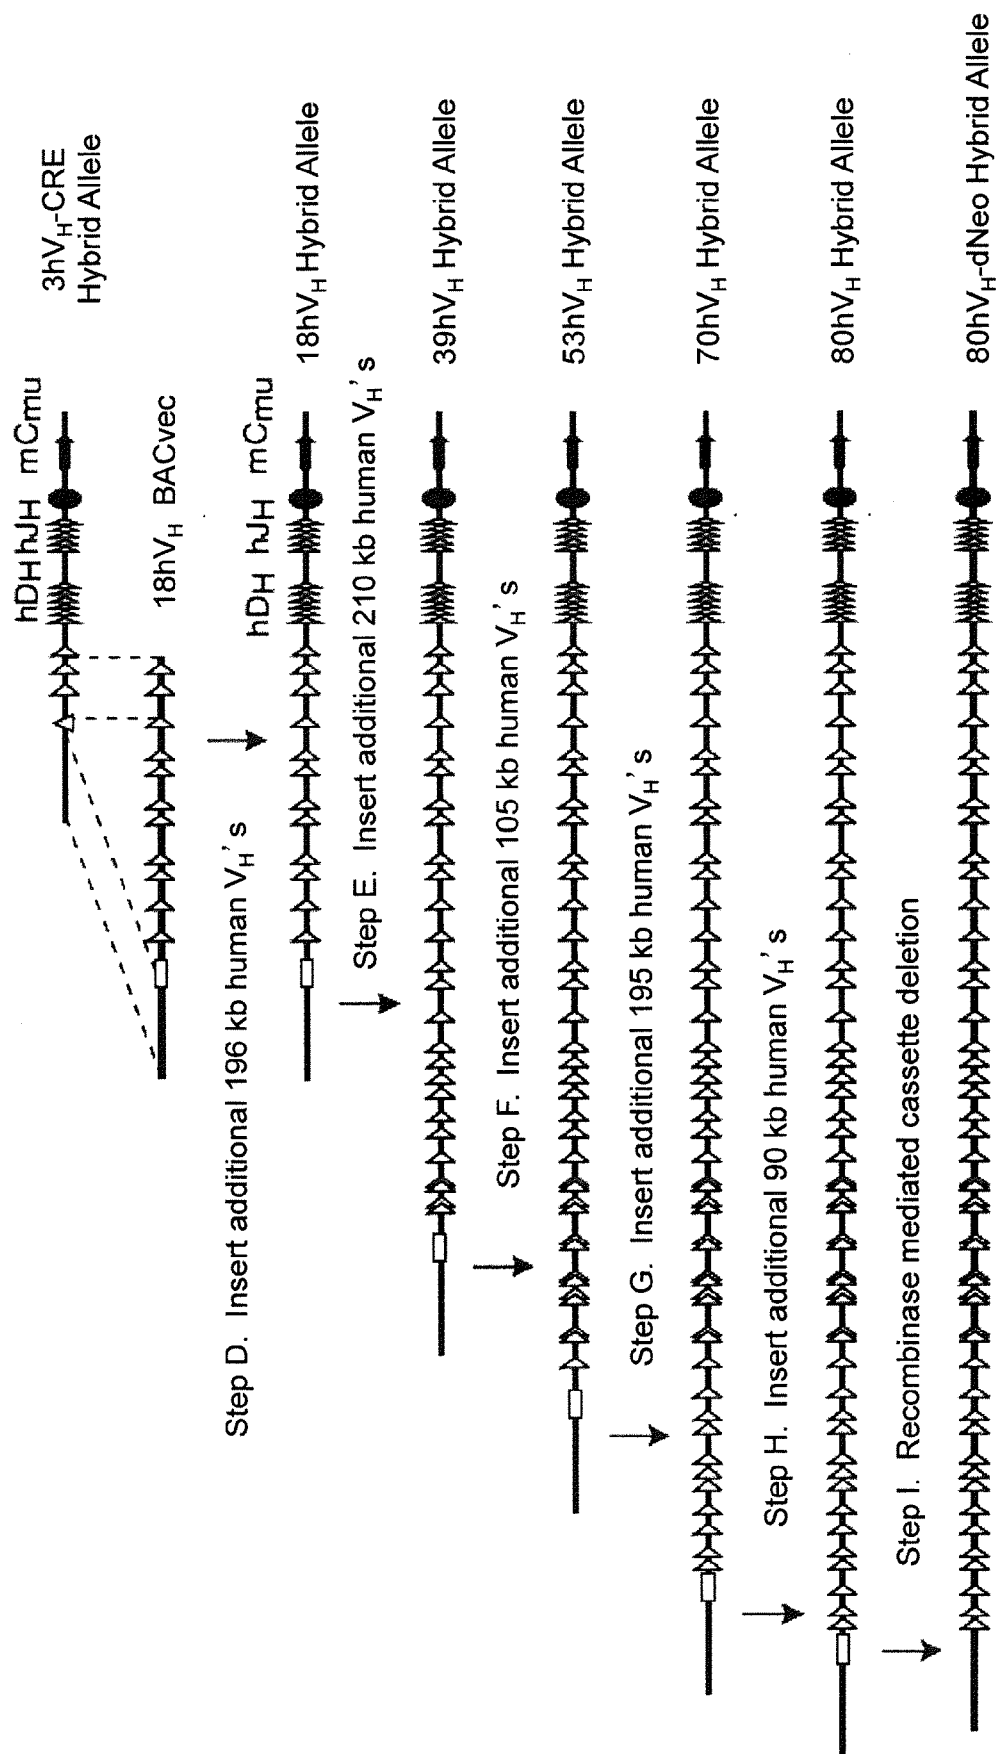 3hV_H-CRE
Hybrid Allele
hD_H hJ_H mCmu
18hV_H BACvec
Step D. Insert additional 196 kb human V_H's
hD_H hJ_H mCmu
18hV_H Hybrid Allele
Step E. Insert additional 210 kb human V_H's
39hV_H Hybrid Allele
Step F. Insert additional 105 kb human V_H's
53hV_H Hybrid Allele
Step G. Insert additional 195 kb human V_H's
70hV_H Hybrid Allele
Step H. Insert additional 90 kb human V_H's
80hV_H Hybrid Allele
Step I. Recombinase mediated cassette deletion
80hV_H-dNeo Hybrid Allele